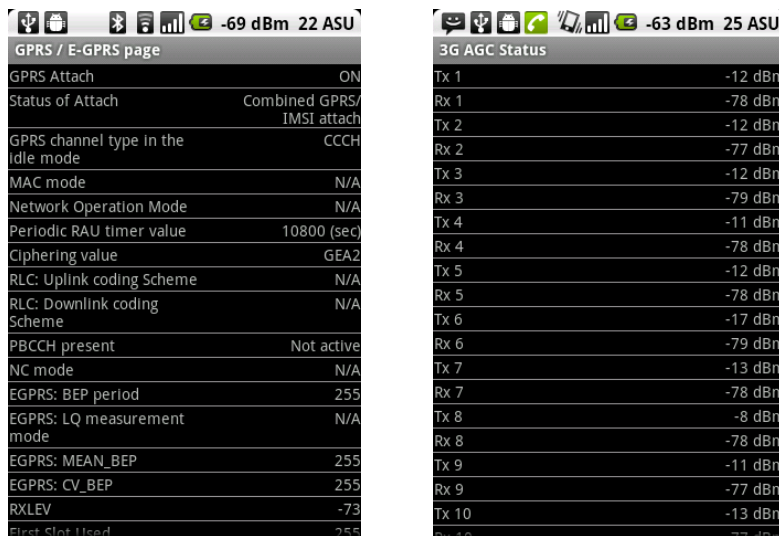 -69 dBm 22 ASU
GPRS / E-GPRS page
GPRS Attach ON
Status of Attach Combined GPRS/
IMSI attach
GPRS channel type in the CCCH
idle mode
MAC mode N/A
Network Operation Mode N/A
Periodic RAU timer value 10800 (sec)
Ciphering value GEA2
RLC: Uplink coding Scheme N/A
RLC: Downlink coding N/A
Scheme
PBCCH present Not active
NC mode N/A
EGPRS: BEP period 255
EGPRS: LQ measurement N/A
mode
EGPRS: MEAN_BEP 255
EGPRS: CV_BEP 255
RXLEV -73
First Slot Used 255
-63 dBm 25 ASU
3G AGC Status
Tx 1 -12 dBm
Rx 1 -78 dBm
Tx 2 -12 dBm
Rx 2 -77 dBm
Tx 3 -12 dBm
Rx 3 -79 dBm
Tx 4 -11 dBm
Rx 4 -78 dBm
Tx 5 -12 dBm
Rx 5 -78 dBm
Tx 6 -17 dBm
Rx 6 -79 dBm
Tx 7 -13 dBm
Rx 7 -78 dBm
Tx 8 -8 dBm
Rx 8 -78 dBm
Tx 9 -11 dBm
Rx 9 -77 dBm
Tx 10 -13 dBm
Rx 10 -77 dBm